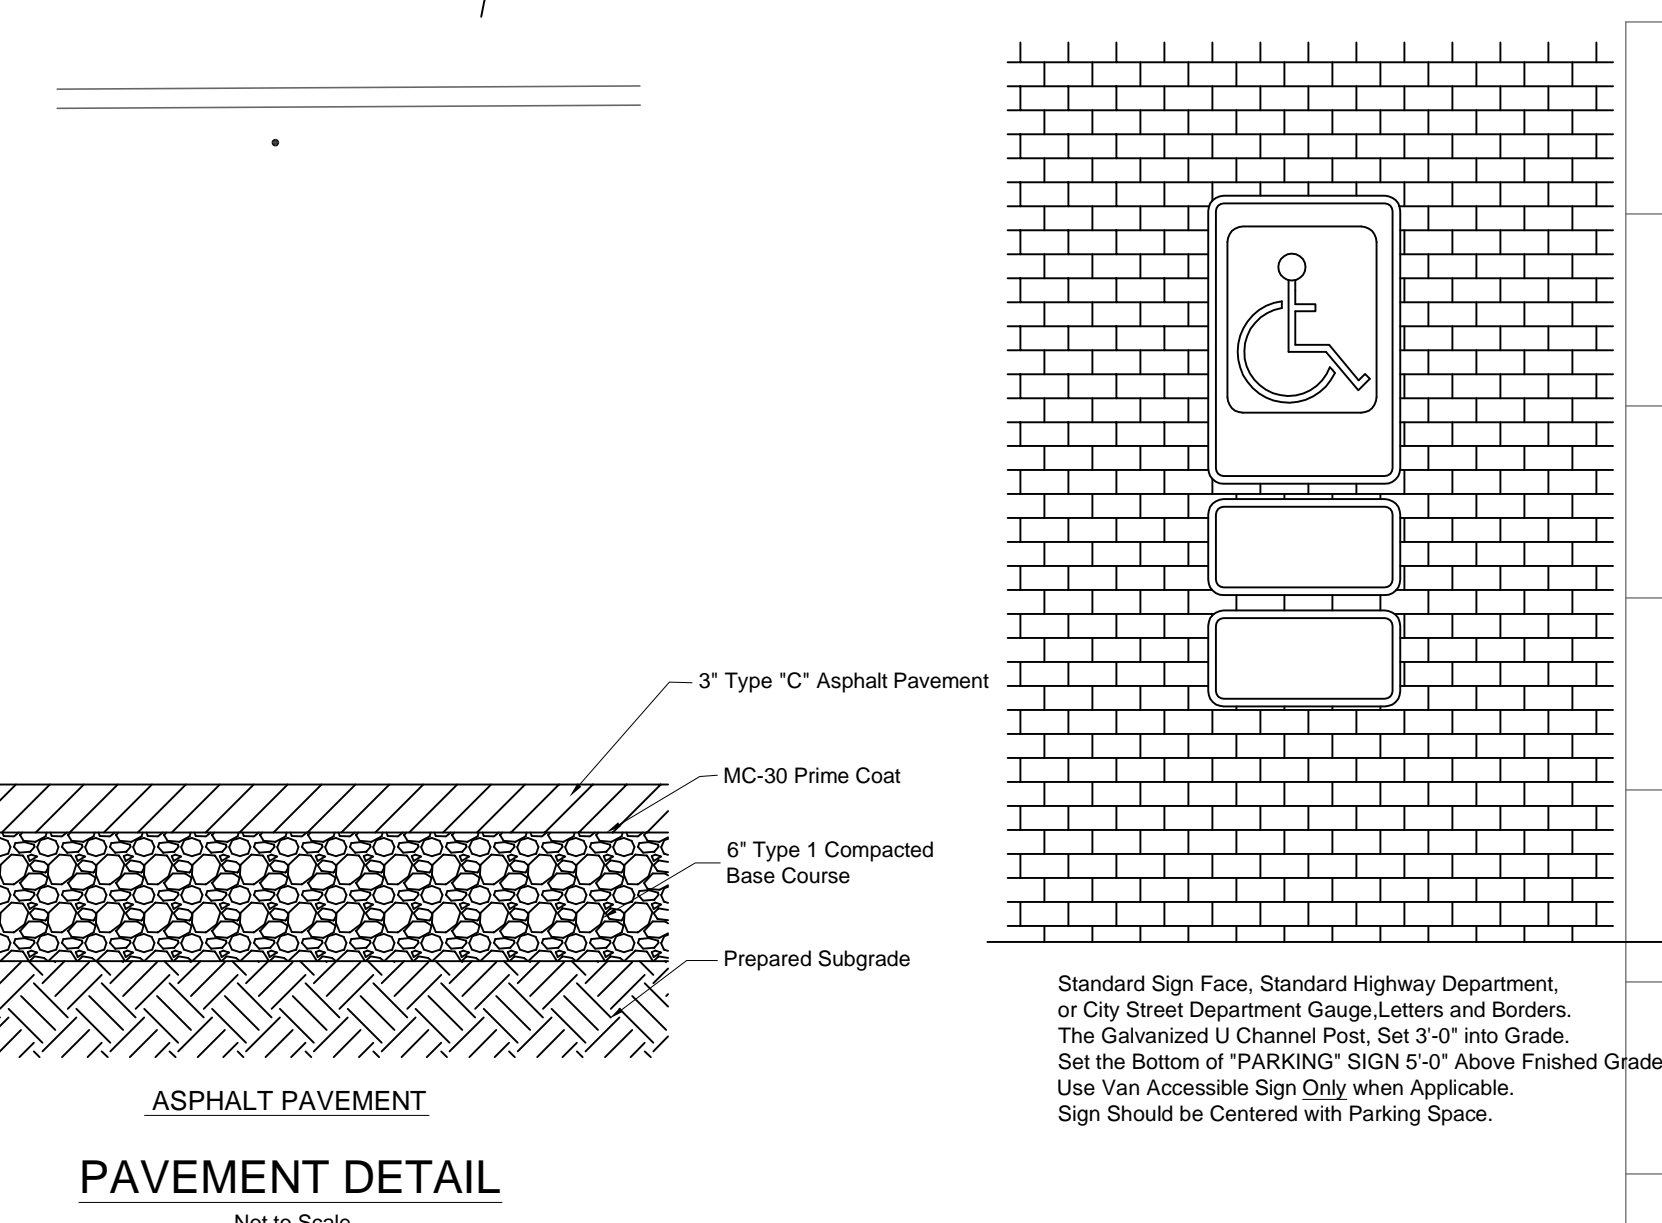 3" Type "C" Asphalt Pavement
MC-30 Prime Coat
6" Type 1 Compacted
Base Course
Prepared Subgrade
ASPHALT PAVEMENT
PAVEMENT DETAIL
Not to Scale
Standard Sign Face, Standard Highway Department,
or City Street Department Gauge,Letters and Borders.
The Galvanized U Channel Post, Set 3'-0" into Grade.
Set the Bottom of "PARKING" SIGN 5'-0" Above Fnished Grade
Use Van Accessible Sign Only when Applicable.
Sign Should be Centered with Parking Space.